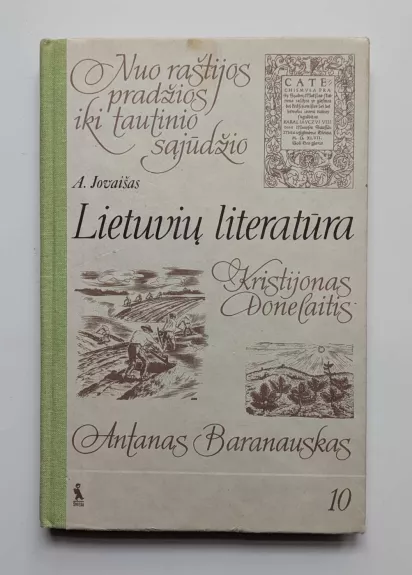 Nuo raštijos
pradžios
iki tautinio
sąjūdžio
CATE
A. Jovaišas
Lietuvių literatūra
Kristijonas
Donelaitis
Antanas Baranauskas
10